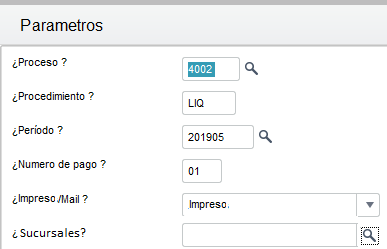 Parametros
¿Proceso ? 4002
¿Procedimiento ? LIQ
¿Período ? 201905
¿Numero de pago ? 01
¿Impreso/Mail ? Impreso.
¿Sucursales?